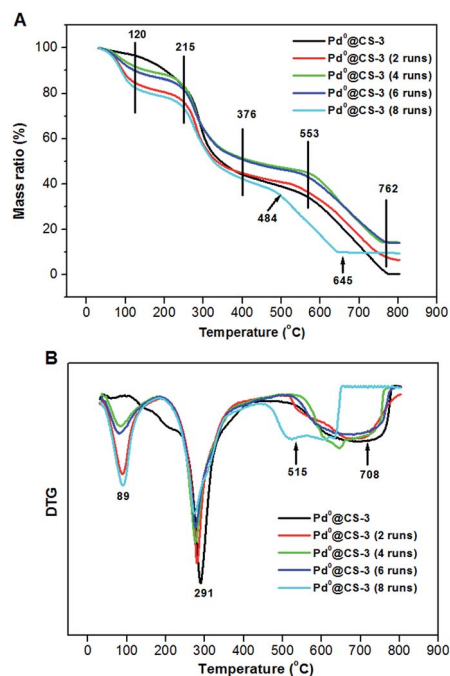 A
120
215
376
553
762
484
645
Pd⁰@CS-3
Pd⁰@CS-3 (2 runs)
Pd⁰@CS-3 (4 runs)
Pd⁰@CS-3 (6 runs)
Pd⁰@CS-3 (8 runs)
Mass ratio (%)
100
80
60
40
20
0
0 100 200 300 400 500 600 700 800 900
Temperature (°C)
B
89
291
515
708
Pd⁰@CS-3
Pd⁰@CS-3 (2 runs)
Pd⁰@CS-3 (4 runs)
Pd⁰@CS-3 (6 runs)
Pd⁰@CS-3 (8 runs)
DTG
0 100 200 300 400 500 600 700 800 900
Temperature (°C)